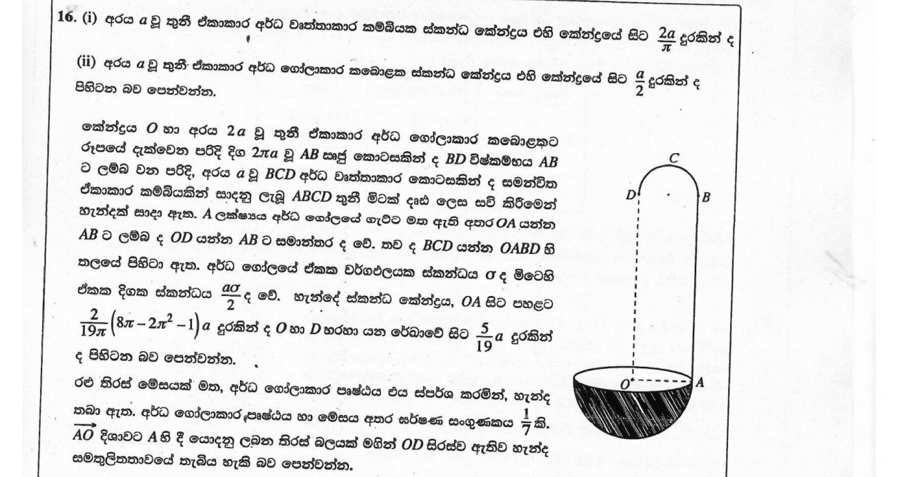 16. (i) අරය a වූ තුනී ඒකාකාර අර්ධ වෘත්තාකාර කම්බියක ස්කන්ධ කේන්ද්‍රය එහි කේන්ද්‍රයේ සිට 2a/π දුරකින් ද
(ii) අරය a වූ තුනී ඒකාකාර අර්ධ ගෝලාකාර කබොළක ස්කන්ධ කේන්ද්‍රය එහි කේන්ද්‍රයේ සිට a/2 දුරකින් ද
පිහිටන බව පෙන්වන්න.
කේන්ද්‍රය O හා අරය 2a වූ තුනී ඒකාකාර අර්ධ ගෝලාකාර කබොළකට
රූපයේ දැක්වෙන පරිදි දිග 2πa වූ AB සෘජු කොටසකින් ද BD විෂ්කම්භය AB
ට ලම්බ වන පරිදි, අරය a වූ BCD අර්ධ වෘත්තාකාර කොටසකින් ද සමන්විත
ඒකාකාර කම්බියකින් සාදනු ලැබූ ABCD තුනී මිටක් දෘඪ ලෙස සවි කිරීමෙන්
හැන්දක් සාදා ඇත. A ලක්ෂ්‍යය අර්ධ ගෝලයේ ගැට්ට මත ඇති අතර OA යන්න
AB ට ලම්බ ද OD යන්න AB ට සමාන්තර ද වේ. තව ද BCD යන්න OABD හි
තලයේ පිහිටා ඇත. අර්ධ ගෝලයේ ඒකක වර්ගඵලයක ස්කන්ධය σ ද මිටෙහි
ඒකක දිගක ස්කන්ධය aσ/2 ද වේ. හැන්දේ ස්කන්ධ කේන්ද්‍රය, OA සිට පහළට
2/19π (8π − 2π² − 1) a දුරකින් ද O හා D හරහා යන රේඛාවේ සිට 5/19 a දුරකින්
ද පිහිටන බව පෙන්වන්න.
රළු තිරස් මේසයක් මත, අර්ධ ගෝලාකාර පෘෂ්ඨය එය ස්පර්ශ කරමින්, හැන්ද
තබා ඇත. අර්ධ ගෝලාකාර පෘෂ්ඨය හා මේසය අතර ඝර්ෂණ සංගුණකය 1/7 කි.
AO⃗ දිශාවට A හි දී යොදනු ලබන තිරස් බලයක් මගින් OD සිරස්ව ඇතිව හැන්ද
සමතුලිතතාවයේ තැබිය හැකි බව පෙන්වන්න.
C
D
B
O
A